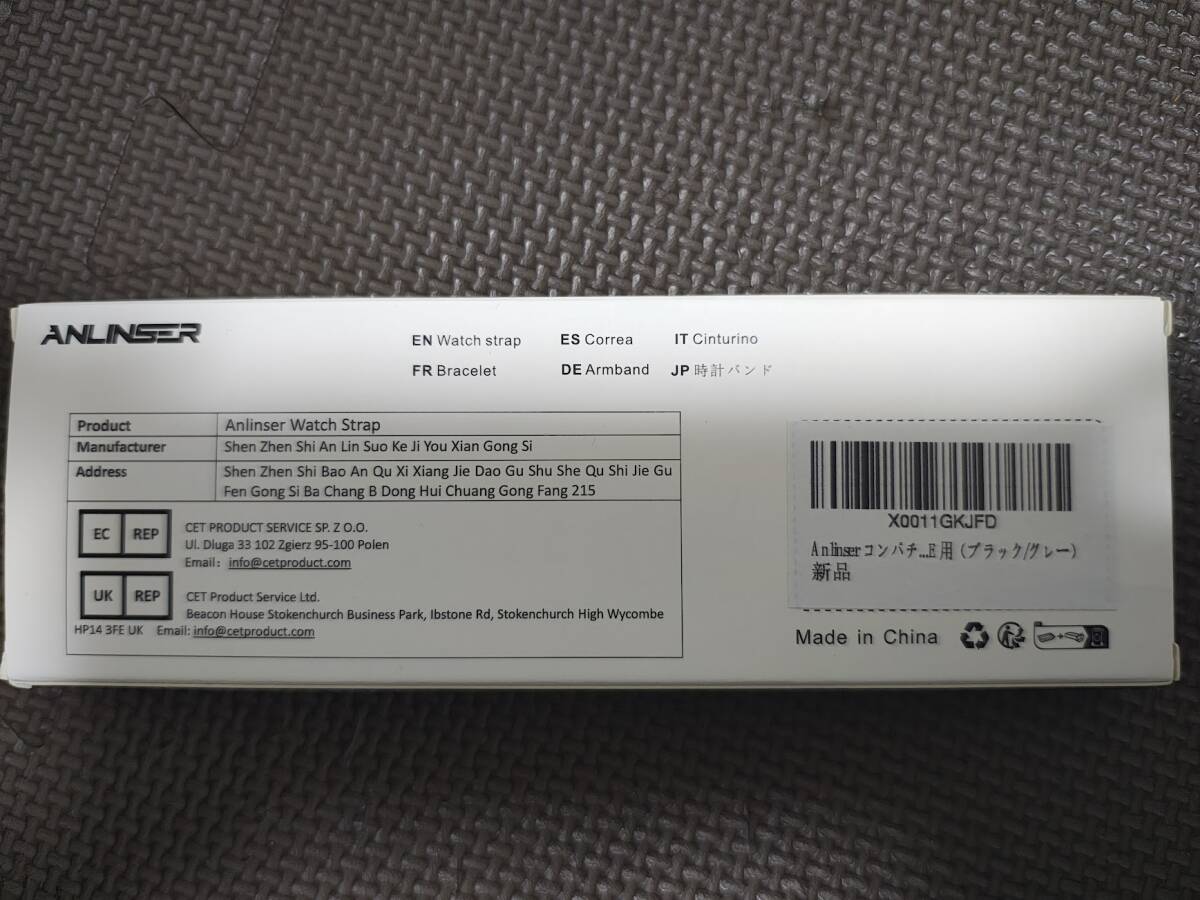 ANLINSER
EN Watch strap ES Correa IT Cinturino
FR Bracelet DE Armband JP 時計バンド
Product Anlinser Watch Strap
Manufacturer Shen Zhen Shi An Lin Suo Ke Ji You Xian Gong Si
Address Shen Zhen Shi Bao An Qu Xi Xiang Jie Dao Gu Shu She Qu Shi Jie Gu
Fen Gong Si Ba Chang B Dong Hui Chuang Gong Fang 215
EC REP
CET PRODUCT SERVICE SP. Z O.O.
Ul. Dluga 33 102 Zgierz 95-100 Polen
Email: info@cetproduct.com
UK REP
CET Product Service Ltd.
Beacon House Stokenchurch Business Park, Ibstone Rd, Stokenchurch High Wycombe
HP14 3FE UK Email: info@cetproduct.com
X0011GKJFD
Anlinserコンパチ...E用 (ブラック/グレー)
新品
Made in China